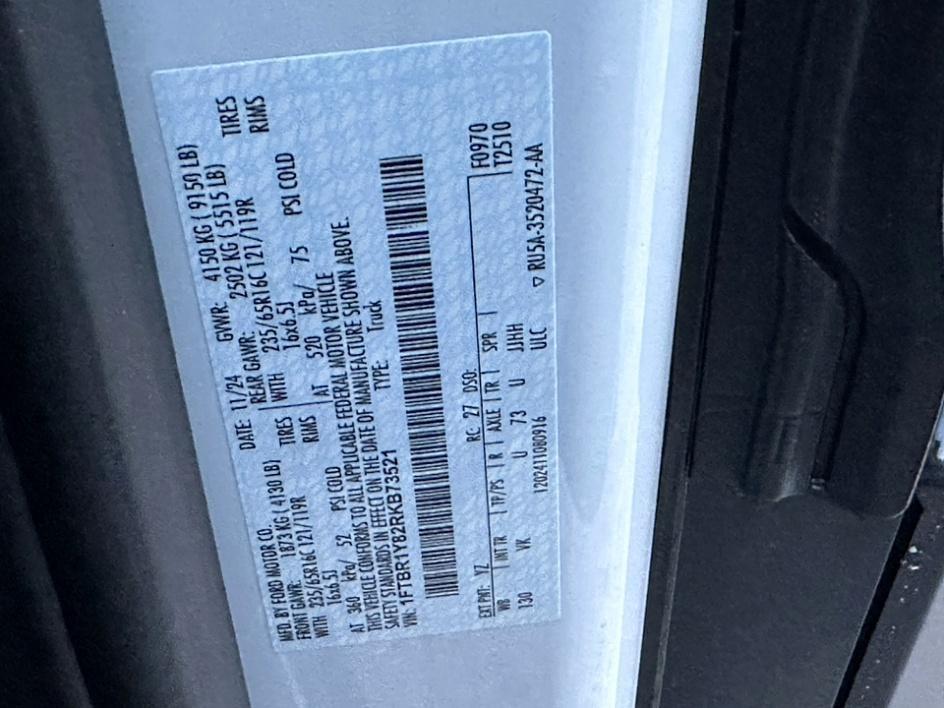 MFD. BY FORD MOTOR CO. DATE: 11/24 GVWR: 4150 KG ( 9150 LB)
FRONT GAWR: 1873 KG ( 4130 LB) REAR GAWR: 2502 KG ( 5515 LB)
WITH 235/65R16C 121/119R TIRES WITH 235/65R16C 121/119R TIRES
16x6.5J RIMS 16x6.5J RIMS
AT 360 kPa/ 52 PSI COLD AT 520 kPa/ 75 PSI COLD
THIS VEHICLE CONFORMS TO ALL APPLICABLE FEDERAL MOTOR VEHICLE
SAFETY STANDARDS IN EFFECT ON THE DATE OF MANUFACTURE SHOWN ABOVE.
VIN: 1FTBR1Y82RKB73521 TYPE: Truck
EXT PNT: YZ RC: 27 DSO: F0970
WB INT TR TP/PS R AXLE TR SPR T2510
130 VK U 73 U JJHH
1202411080916 ULC ▽ RU5A-3520472-AA